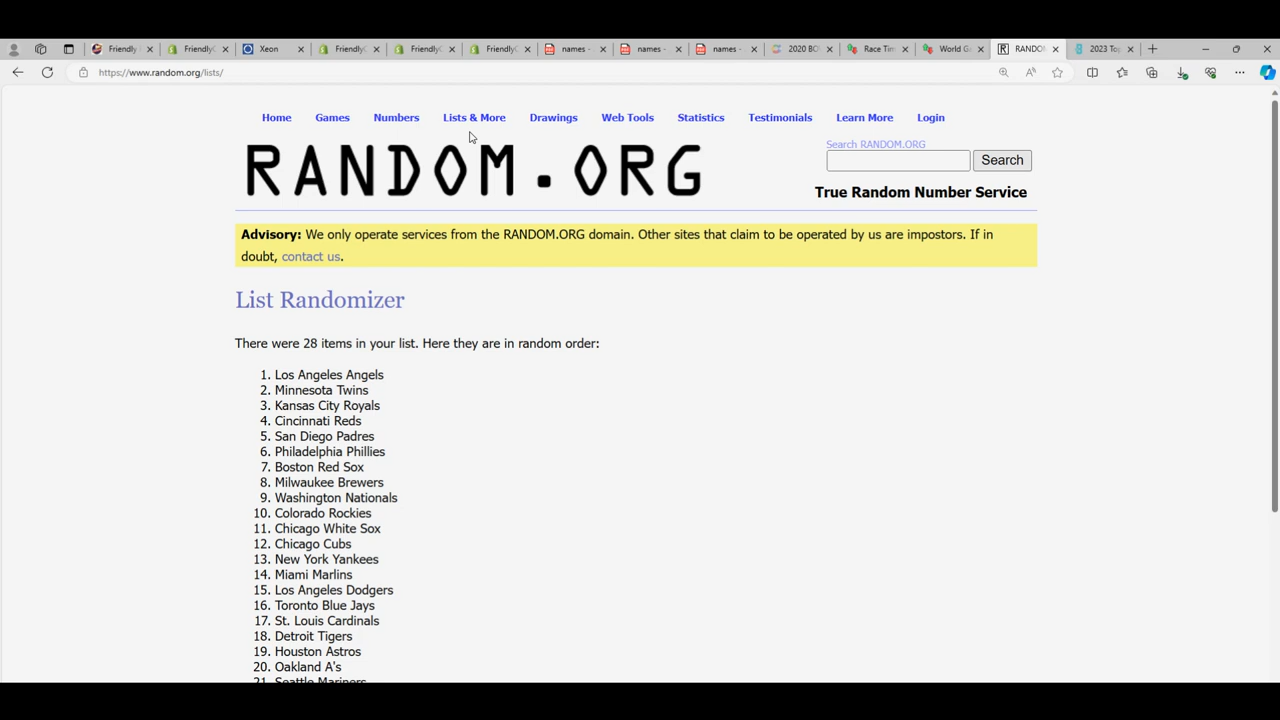 Friendly
FriendlyC
Xeon
FriendlyC
FriendlyC
FriendlyC
names -
names -
names -
2020 BO
Race Tim
World Ga
RANDO
2023 Top
https://www.random.org/lists/
Home Games Numbers Lists & More Drawings Web Tools Statistics Testimonials Learn More Login
RANDOM.ORG
Search RANDOM.ORG
Search
True Random Number Service
Advisory: We only operate services from the RANDOM.ORG domain. Other sites that claim to be operated by us are impostors. If in
doubt, contact us.
List Randomizer
There were 28 items in your list. Here they are in random order:
1. Los Angeles Angels
2. Minnesota Twins
3. Kansas City Royals
4. Cincinnati Reds
5. San Diego Padres
6. Philadelphia Phillies
7. Boston Red Sox
8. Milwaukee Brewers
9. Washington Nationals
10. Colorado Rockies
11. Chicago White Sox
12. Chicago Cubs
13. New York Yankees
14. Miami Marlins
15. Los Angeles Dodgers
16. Toronto Blue Jays
17. St. Louis Cardinals
18. Detroit Tigers
19. Houston Astros
20. Oakland A's
21. Seattle Mariners